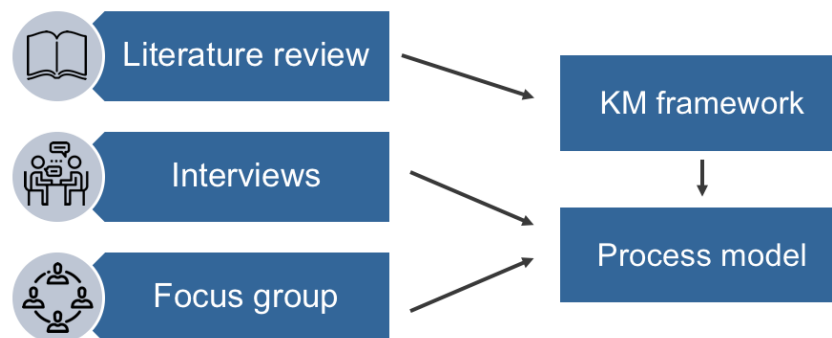 Literature review
KM framework
Interviews
Process model
Focus group